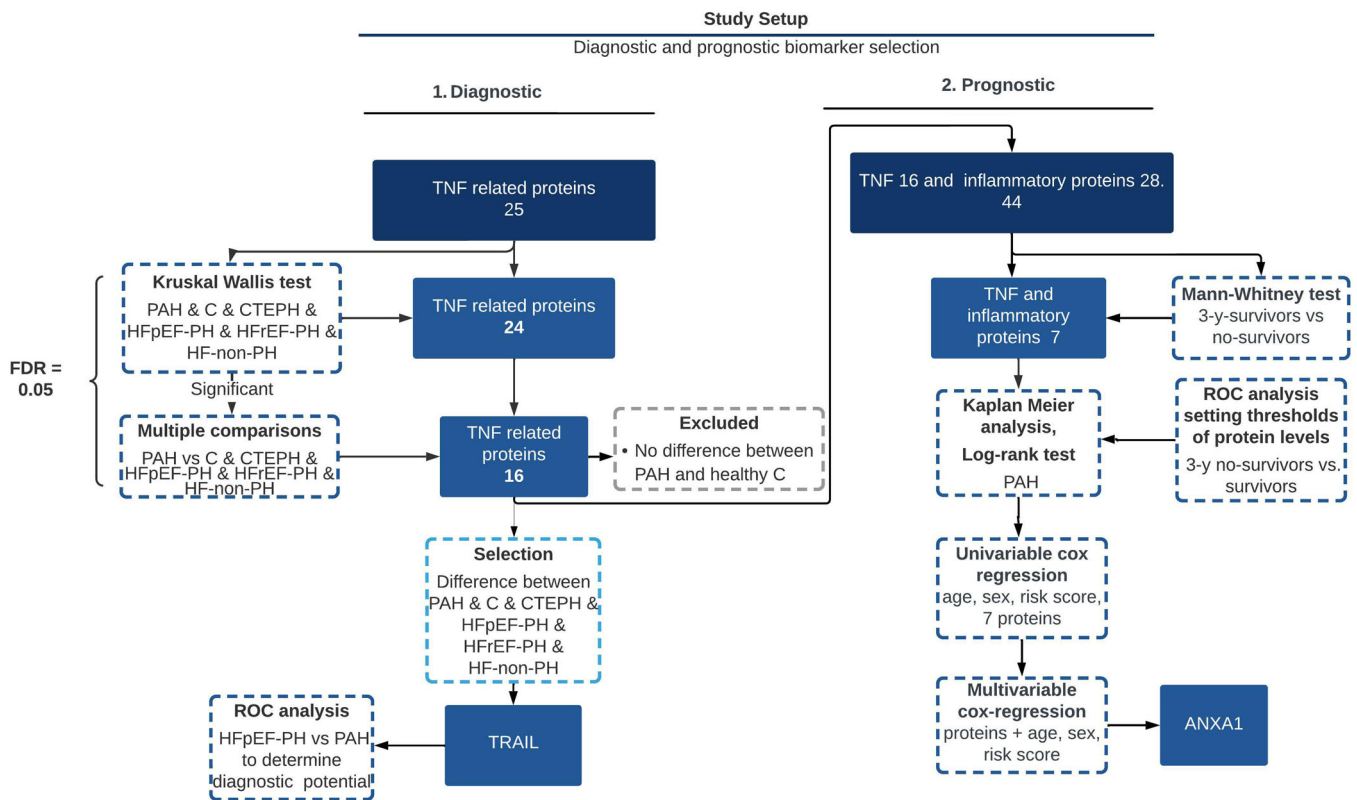 Study Setup
Diagnostic and prognostic biomarker selection
1. Diagnostic
TNF related proteins
25
Kruskal Wallis test
PAH & C & CTEPH &
HFpEF-PH & HFrEF-PH &
HF-non-PH
TNF related proteins
24
FDR =
0.05
Significant
Multiple comparisons
PAH vs C & CTEPH &
HFpEF-PH & HFrEF-PH &
HF-non-PH
TNF related
proteins
16
Excluded
• No difference between
PAH and healthy C
Selection
Difference between
PAH & C & CTEPH &
HFpEF-PH &
HFrEF-PH &
HF-non-PH
ROC analysis
HFpEF-PH vs PAH
to determine
diagnostic potential
TRAIL
2. Prognostic
TNF 16 and inflammatory proteins 28.
44
TNF and
inflammatory
proteins 7
Mann-Whitney test
3-y-survivors vs
no-survivors
Kaplan Meier
analysis,
Log-rank test
PAH
ROC analysis
setting thresholds
of protein levels
3-y no-survivors vs.
survivors
Univariable cox
regression
age, sex, risk score,
7 proteins
Multivariable
cox-regression
proteins + age, sex,
risk score
ANXA1